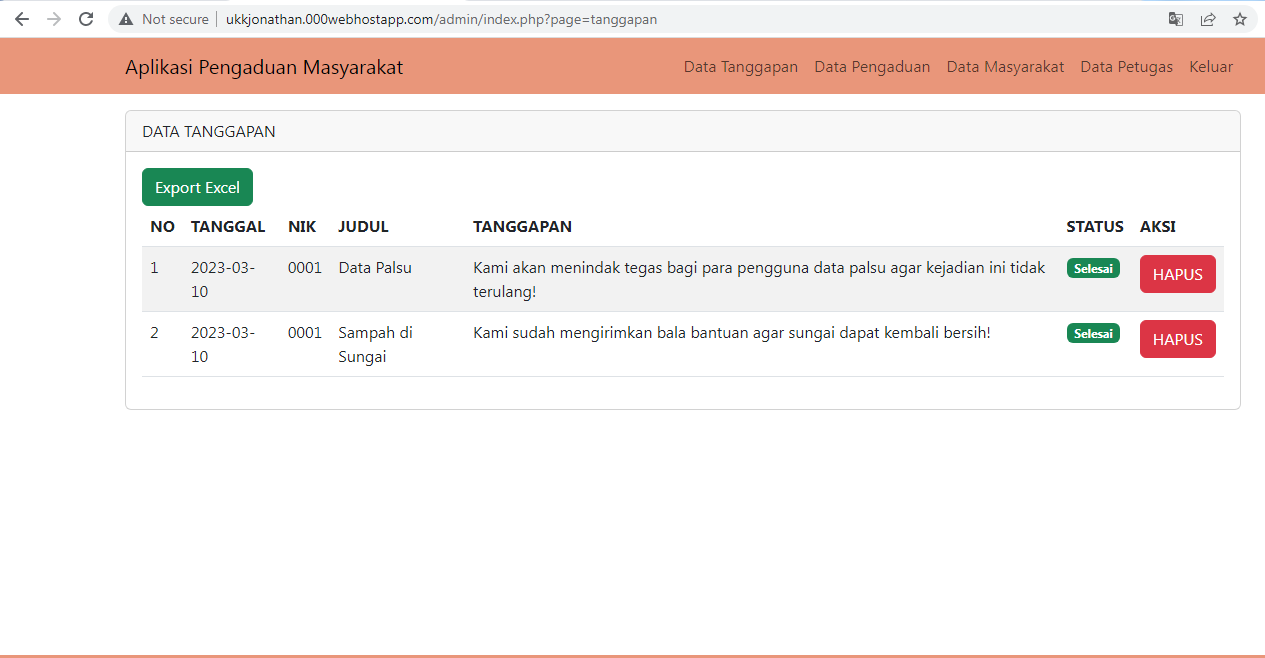 Not secure | ukkjonathan.000webhostapp.com/admin/index.php?page=tanggapan
Aplikasi Pengaduan Masyarakat Data Tanggapan Data Pengaduan Data Masyarakat Data Petugas Keluar
DATA TANGGAPAN
Export Excel
NO TANGGAL NIK JUDUL TANGGAPAN STATUS AKSI
1 2023-03- 0001 Data Palsu Kami akan menindak tegas bagi para pengguna data palsu agar kejadian ini tidak Selesai HAPUS
10 terulang!
2 2023-03- 0001 Sampah di Kami sudah mengirimkan bala bantuan agar sungai dapat kembali bersih! Selesai HAPUS
10 Sungai